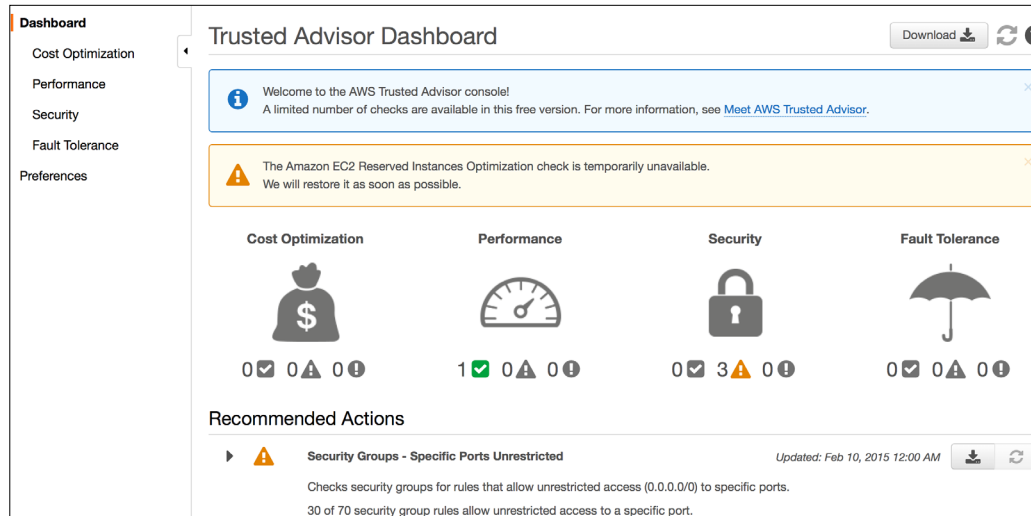 Dashboard
Cost Optimization
Performance
Security
Fault Tolerance
Preferences
Trusted Advisor Dashboard
Download
Welcome to the AWS Trusted Advisor console!
A limited number of checks are available in this free version. For more information, see Meet AWS Trusted Advisor.
The Amazon EC2 Reserved Instances Optimization check is temporarily unavailable.
We will restore it as soon as possible.
Cost Optimization Performance Security Fault Tolerance
$
0 0 0 1 0 0 0 3 0 0 0 0
Recommended Actions
Security Groups - Specific Ports Unrestricted Updated: Feb 10, 2015 12:00 AM
Checks security groups for rules that allow unrestricted access (0.0.0.0/0) to specific ports.
30 of 70 security group rules allow unrestricted access to a specific port.